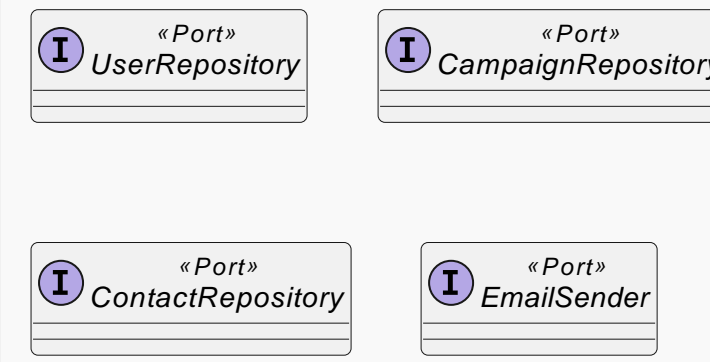 I «Port»
UserRepository
I «Port»
CampaignRepository
I «Port»
ContactRepository
I «Port»
EmailSender